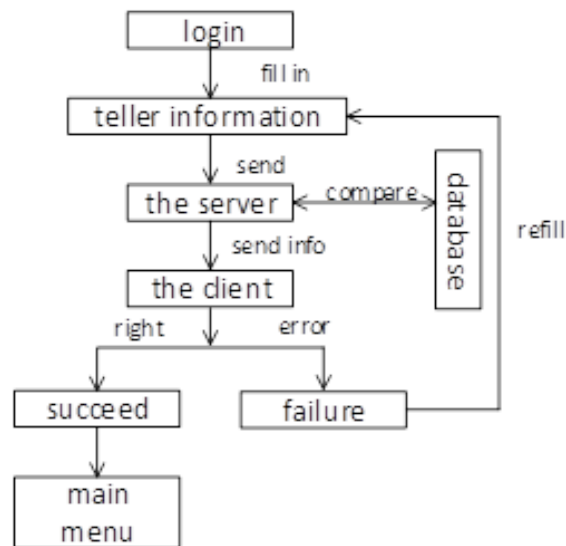 login
fill in
teller information
send
the server
compare
database
refill
send info
the client
right
error
succeed
failure
main
menu